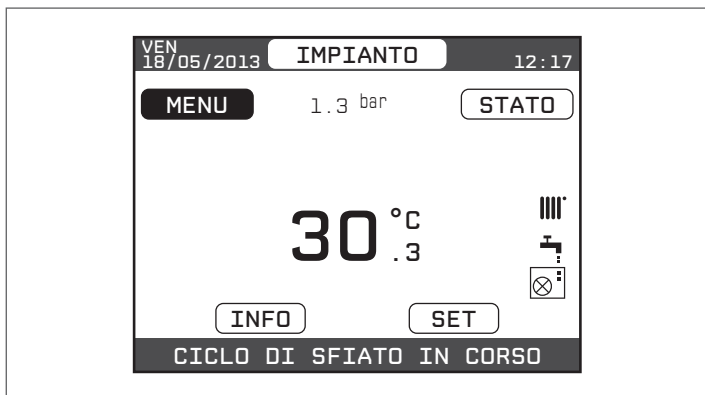 VEN
18/05/2013 IMPIANTO 12:17
MENU 1.3 bar STATO
30.3 °C
INFO SET
CICLO DI SFIATO IN CORSO